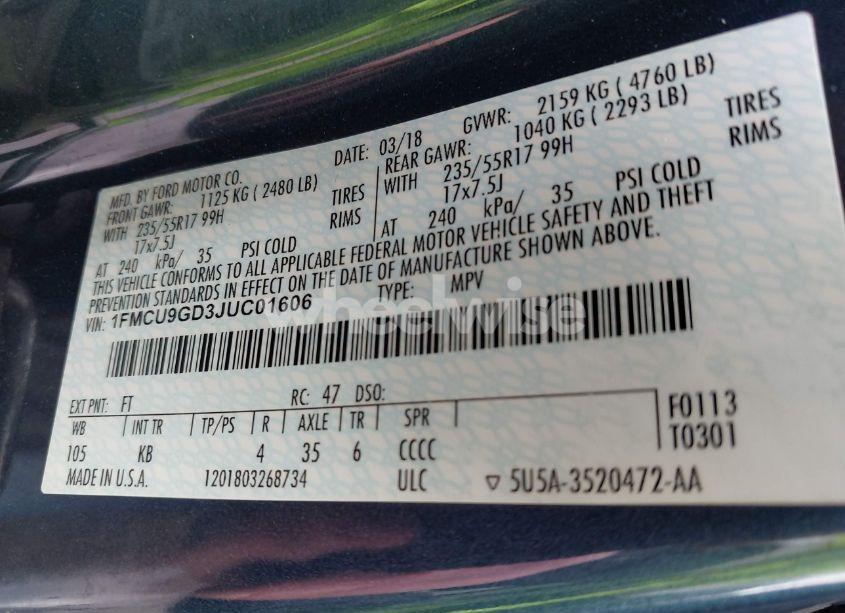 MFD. BY FORD MOTOR CO. DATE: 03/18 GVWR: 2159 KG ( 4760 LB)
FRONT GAWR: 1125 KG ( 2480 LB) REAR GAWR: 1040 KG ( 2293 LB)
WITH 235/55R17 99H TIRES WITH 235/55R17 99H TIRES
17x7.5J RIMS 17x7.5J RIMS
AT 240 kPa/ 35 PSI COLD AT 240 kPa/ 35 PSI COLD
THIS VEHICLE CONFORMS TO ALL APPLICABLE FEDERAL MOTOR VEHICLE SAFETY AND THEFT
PREVENTION STANDARDS IN EFFECT ON THE DATE OF MANUFACTURE SHOWN ABOVE.
VIN: 1FMCU9GD3JUC01606 TYPE: MPV
wheelwise
EXT PNT: FT RC: 47 DSO:
WB INT TR TP/PS R AXLE TR SPR F0113
105 KB 4 35 6 CCCC T0301
MADE IN U.S.A. 1201803268734 ULC ▽ 5U5A-3520472-AA